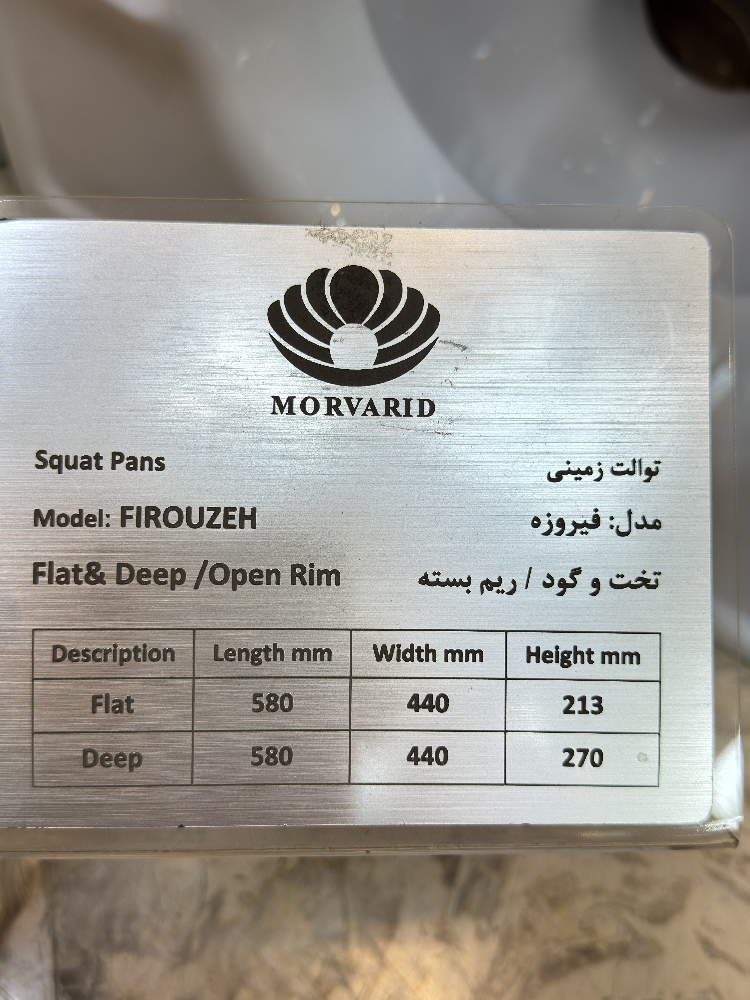 MORVARID
Squat Pans توالت زمینی
Model: FIROUZEH مدل: فیروزه
Flat& Deep /Open Rim تخت و گود / ریم بسته
Description Length mm Width mm Height mm
Flat 580 440 213
Deep 580 440 270